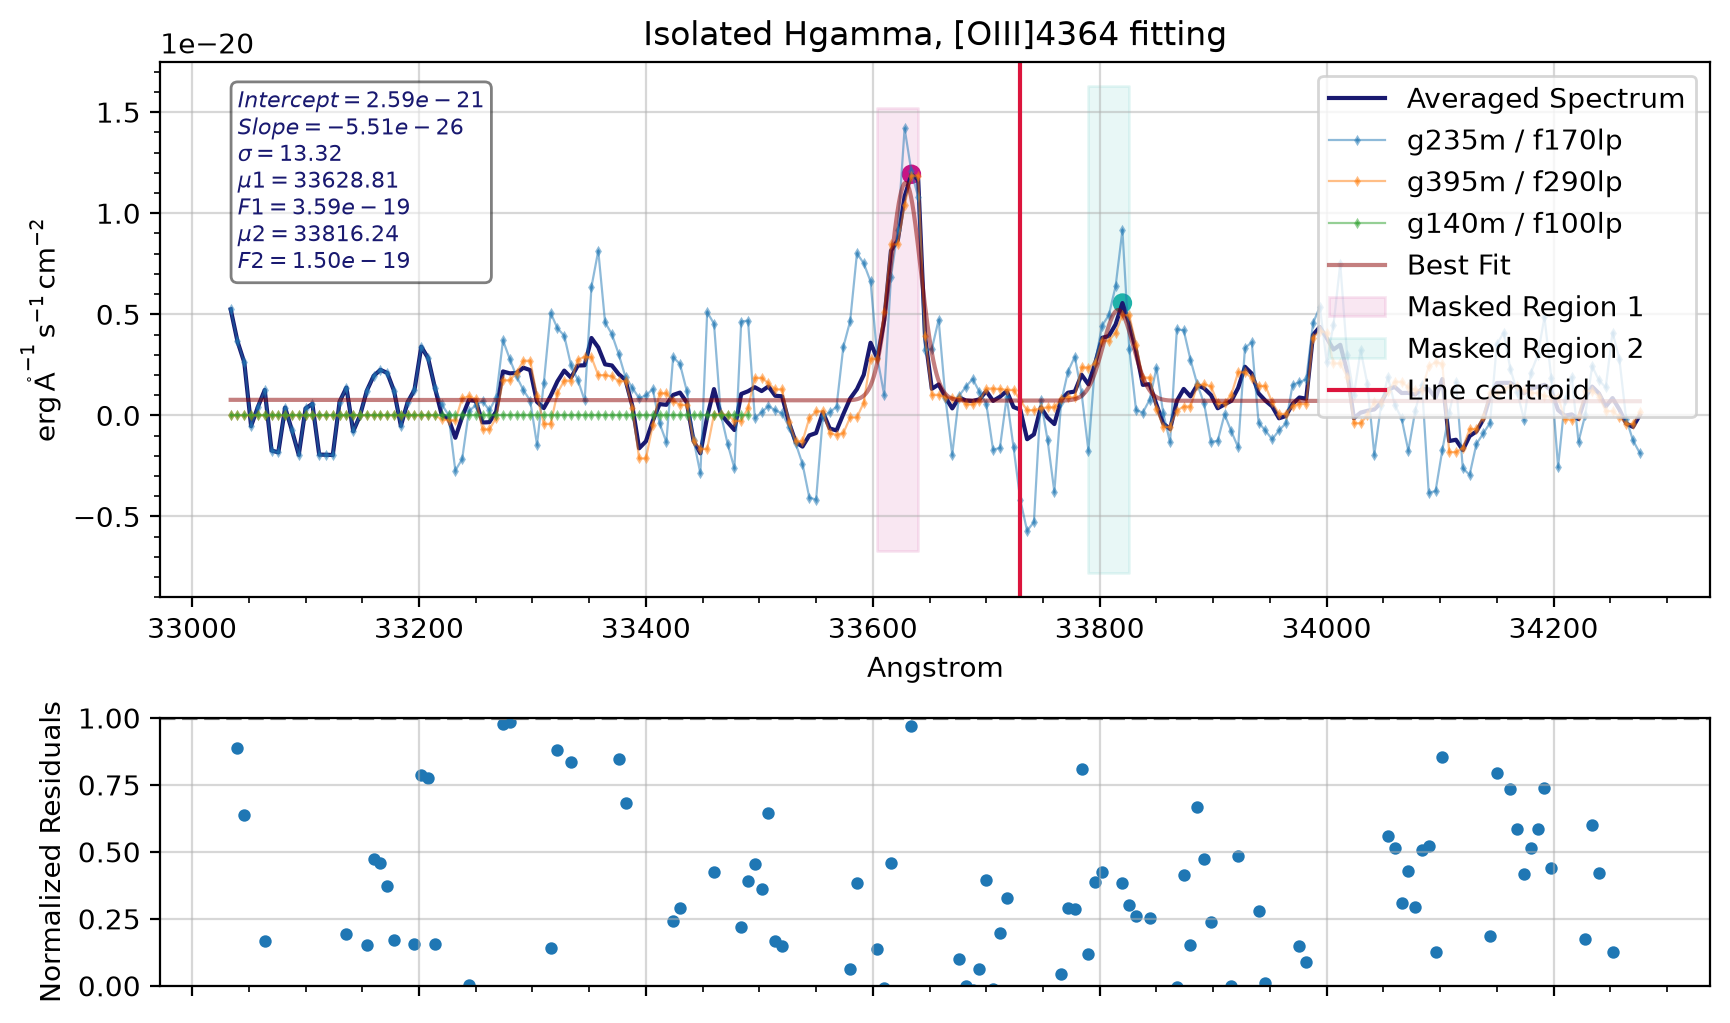 Isolated Hgamma, [OIII]4364 fitting
1e−20
Intercept = 2.59e − 21
Slope = −5.51e − 26
σ = 13.32
μ1 = 33628.81
F1 = 3.59e − 19
μ2 = 33816.24
F2 = 1.50e − 19
Averaged Spectrum
g235m / f170lp
g395m / f290lp
g140m / f100lp
Best Fit
Masked Region 1
Masked Region 2
Line centroid
1.5
1.0
0.5
0.0
−0.5
erg Å⁻¹ s⁻¹ cm⁻²
33000 33200 33400 33600 33800 34000 34200
Angstrom
1.00
0.75
0.50
0.25
0.00
Normalized Residuals